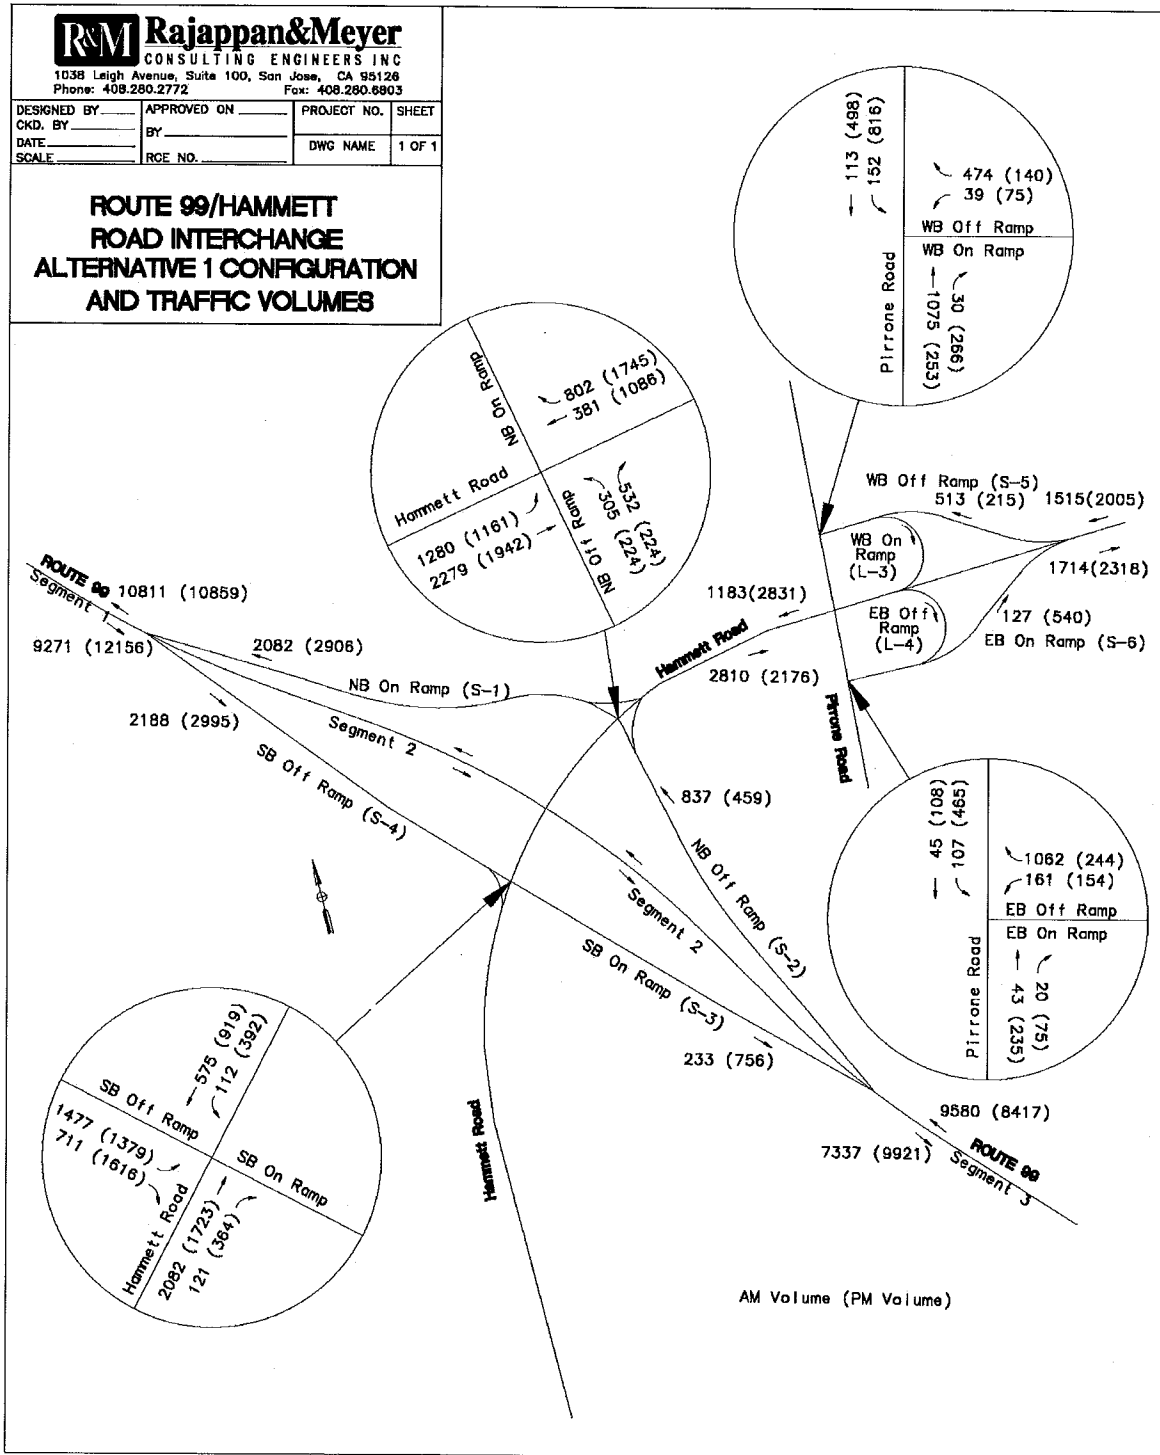 R&M Rajappan&Meyer
CONSULTING ENGINEERS INC
1038 Leigh Avenue, Suite 100, San Jose, CA 95126
Phone: 408.280.2772 Fax: 408.280.6803
DESIGNED BY
CKD. BY
DATE
SCALE
APPROVED ON
BY
RCE NO.
PROJECT NO.
SHEET
DWG NAME
1 OF 1
ROUTE 99/HAMMETT
ROAD INTERCHANGE
ALTERNATIVE 1 CONFIGURATION
AND TRAFFIC VOLUMES
113 (498)
152 (816)
474 (140)
39 (75)
WB Off Ramp
WB On Ramp
Pirrone Road
1075 (253)
30 (266)
NB On Ramp
802 (1745)
381 (1086)
Hammett Road
1280 (1161)
2279 (1942)
NB Off Ramp
305 (224)
532 (224)
WB Off Ramp (S-5)
513 (215)
1515(2005)
WB On
Ramp
(L-3)
1714(2318)
EB Off
Ramp
(L-4)
127 (540)
EB On Ramp (S-6)
1183(2831)
Hammett Road
2810 (2176)
Pirrone Road
ROUTE 99
Segment 1
10811 (10859)
9271 (12156)
2082 (2906)
NB On Ramp (S-1)
2188 (2995)
Segment 2
SB Off Ramp (S-4)
837 (459)
NB Off Ramp (S-2)
Segment 2
SB On Ramp (S-3)
233 (756)
45 (108)
107 (465)
1062 (244)
161 (154)
EB Off Ramp
EB On Ramp
Pirrone Road
43 (235)
20 (75)
575 (919)
112 (392)
SB Off Ramp
1477 (1379)
711 (1616)
SB On Ramp
Hammett Road
2082 (1723)
121 (364)
Hammett Road
9580 (8417)
7337 (9921)
ROUTE 99
Segment 3
AM Volume (PM Volume)